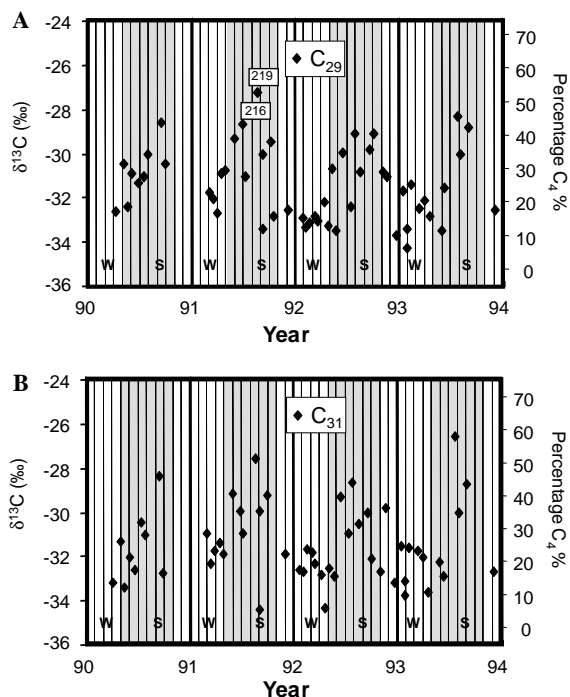 A
-24
-26
-28
-30
-32
-34
-36
δ13C (‰)
219
216
C29
W S W S W S W S
70
60
50
40
30
20
10
0
Percentage C4 %
90 91 92 93 94
Year
B
-24
-26
-28
-30
-32
-34
-36
δ13C (‰)
C31
W S W S W S W S
70
60
50
40
30
20
10
0
Percentage C4 %
90 91 92 93 94
Year